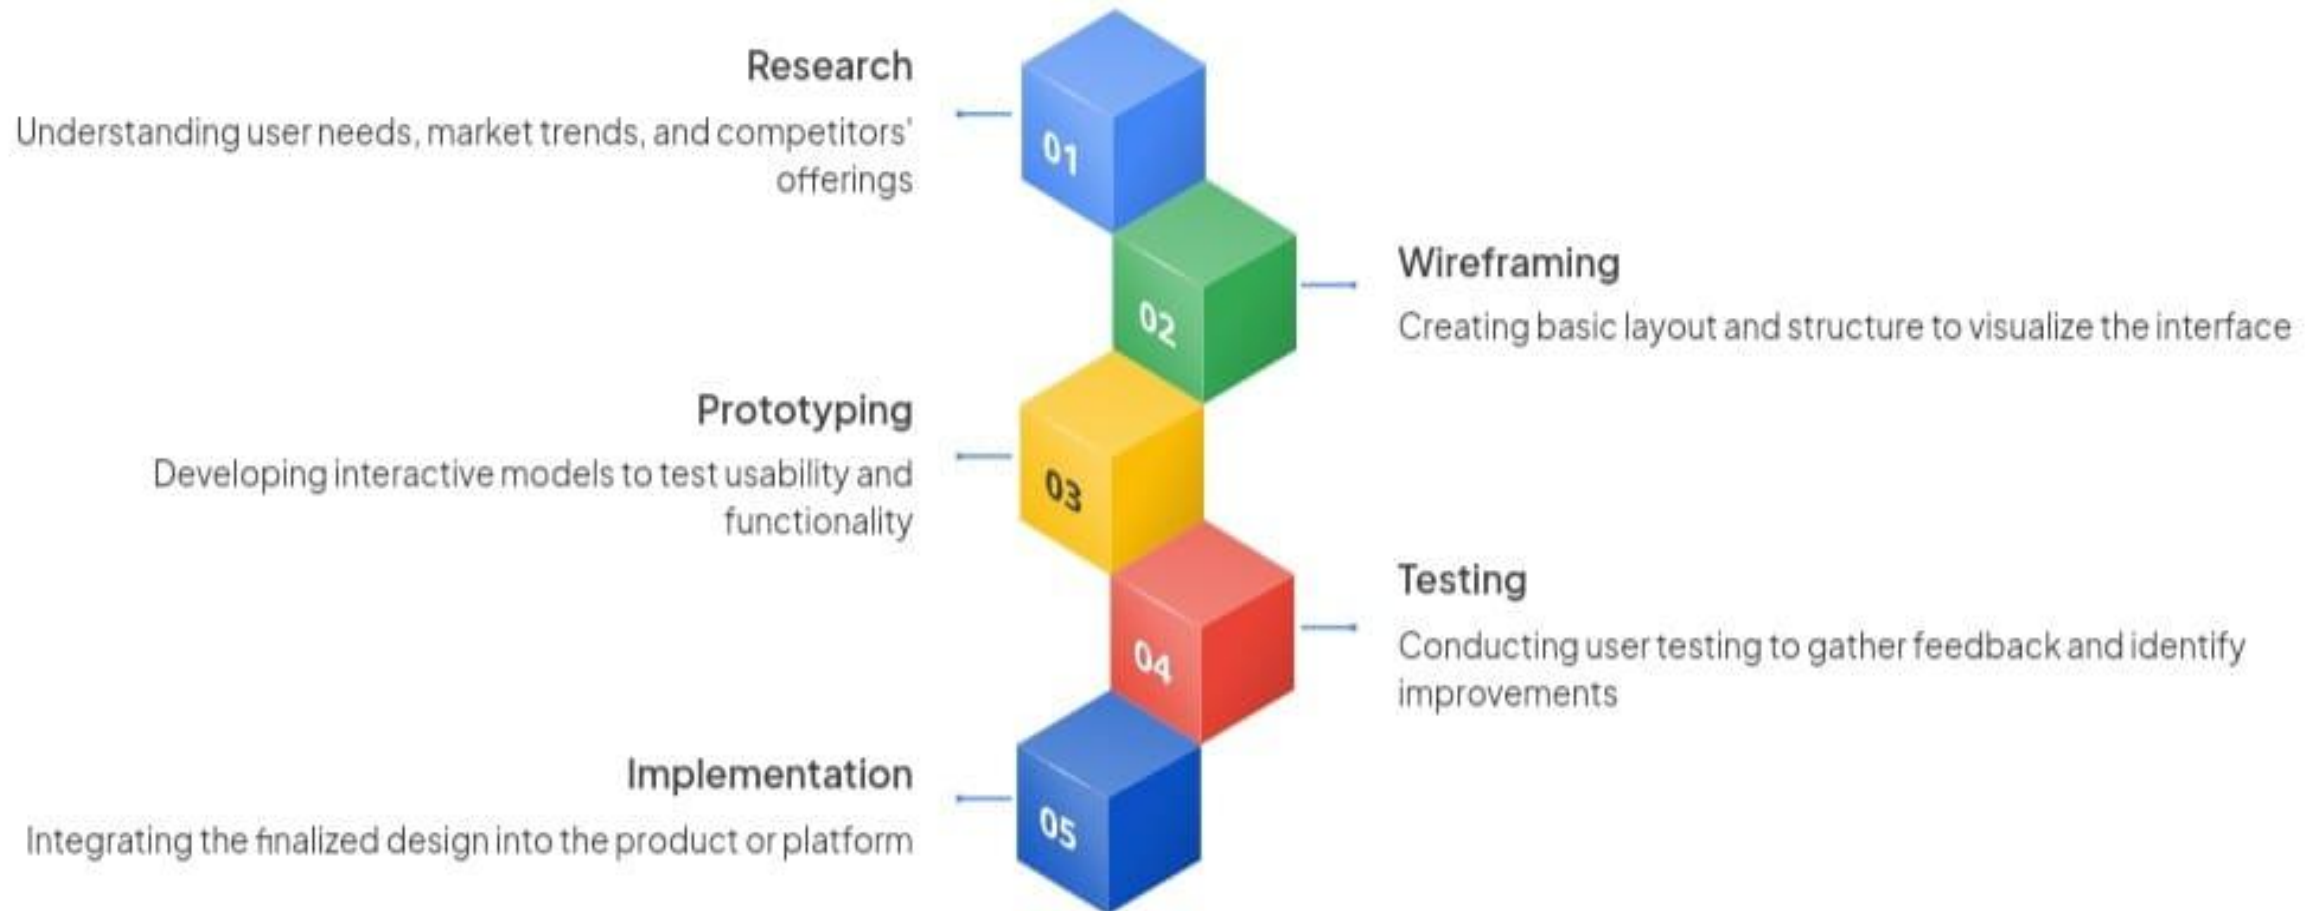 Research
Understanding user needs, market trends, and competitors'
offerings
01
Wireframing
Creating basic layout and structure to visualize the interface
02
Prototyping
Developing interactive models to test usability and
functionality
03
Testing
Conducting user testing to gather feedback and identify
improvements
04
Implementation
Integrating the finalized design into the product or platform
05